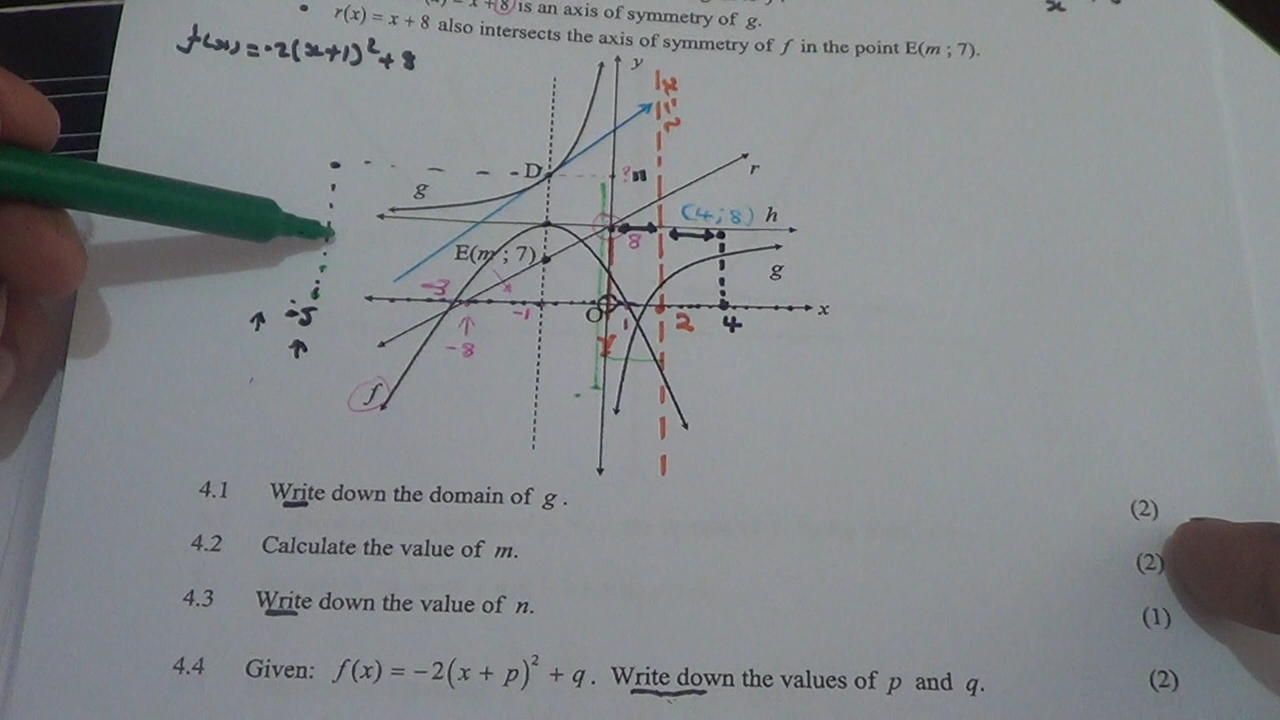 = x + 8 is an axis of symmetry of g.
r(x) = x + 8 also intersects the axis of symmetry of f in the point E(m ; 7).
f(x) = -2(x+1)² + 8
y
x=2
D
?
n
g
r
(4;8)
h
8
E(m ; 7)
g
-3
-1
O
1
2
4
x
-5
-8
f
4.1 Write down the domain of g. (2)
4.2 Calculate the value of m. (2)
4.3 Write down the value of n. (1)
4.4 Given: f(x) = −2(x + p)² + q. Write down the values of p and q. (2)